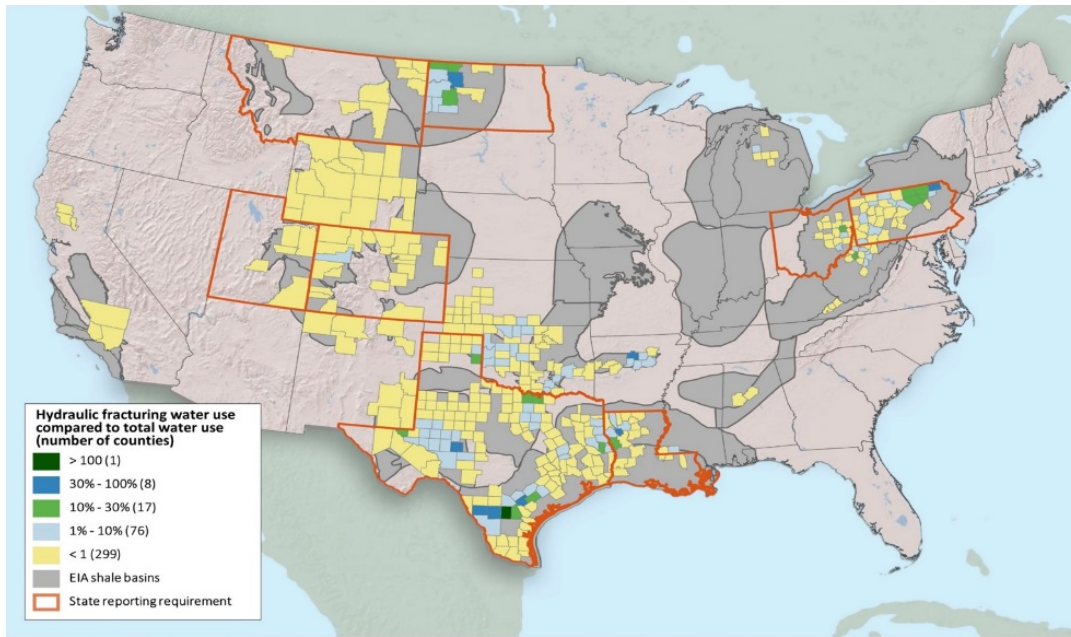 Hydraulic fracturing water use
compared to total water use
(number of counties)
> 100 (1)
30% - 100% (8)
10% - 30% (17)
1% - 10% (76)
< 1 (299)
EIA shale basins
State reporting requirement